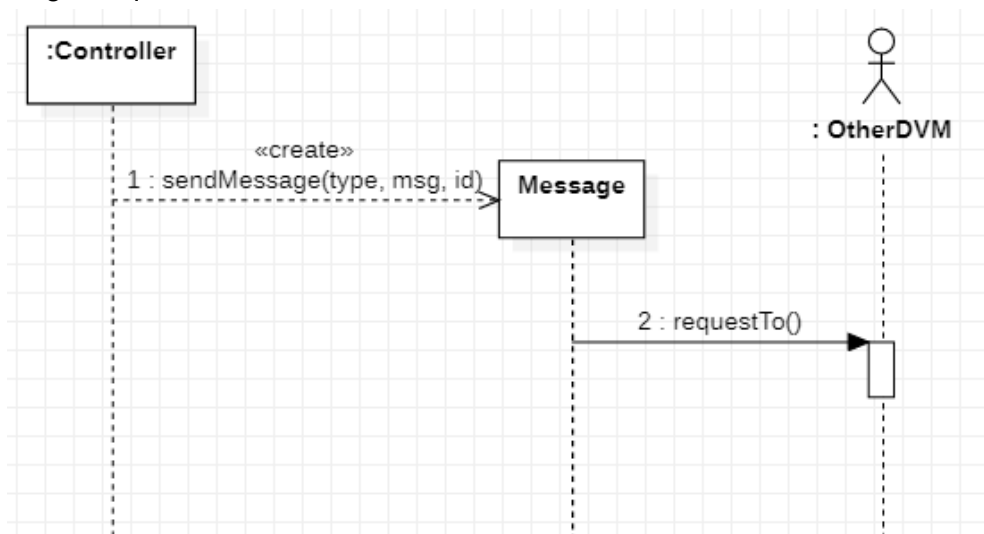 :Controller
: OtherDVM
«create»
1 : sendMessage(type, msg, id)
Message
2 : requestTo()